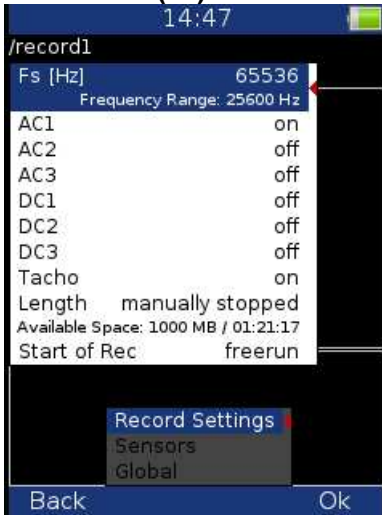 14:47
/record1
Fs [Hz] 65536
Frequency Range: 25600 Hz
AC1 on
AC2 off
AC3 off
DC1 off
DC2 off
DC3 off
Tacho on
Length manually stopped
Available Space: 1000 MB / 01:21:17
Start of Rec freerun
Record Settings
Sensors
Global
Back Ok